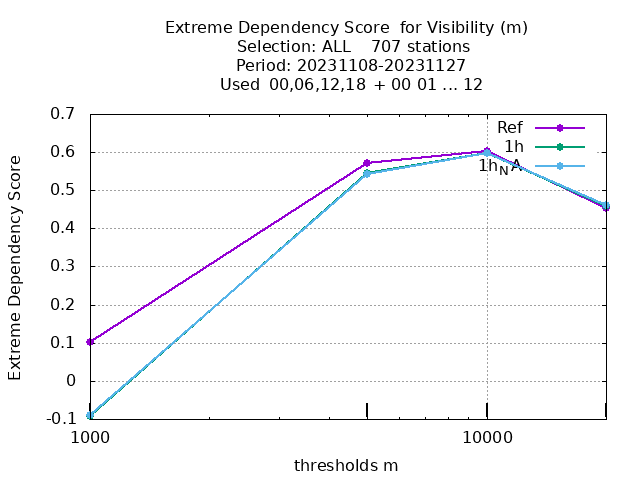 Extreme Dependency Score for Visibility (m)
Selection: ALL 707 stations
Period: 20231108-20231127
Used 00,06,12,18 + 00 01 ... 12
0.7
0.6
0.5
0.4
0.3
0.2
0.1
0
-0.1
Extreme Dependency Score
Ref
1h
1hNA
1000
10000
thresholds m